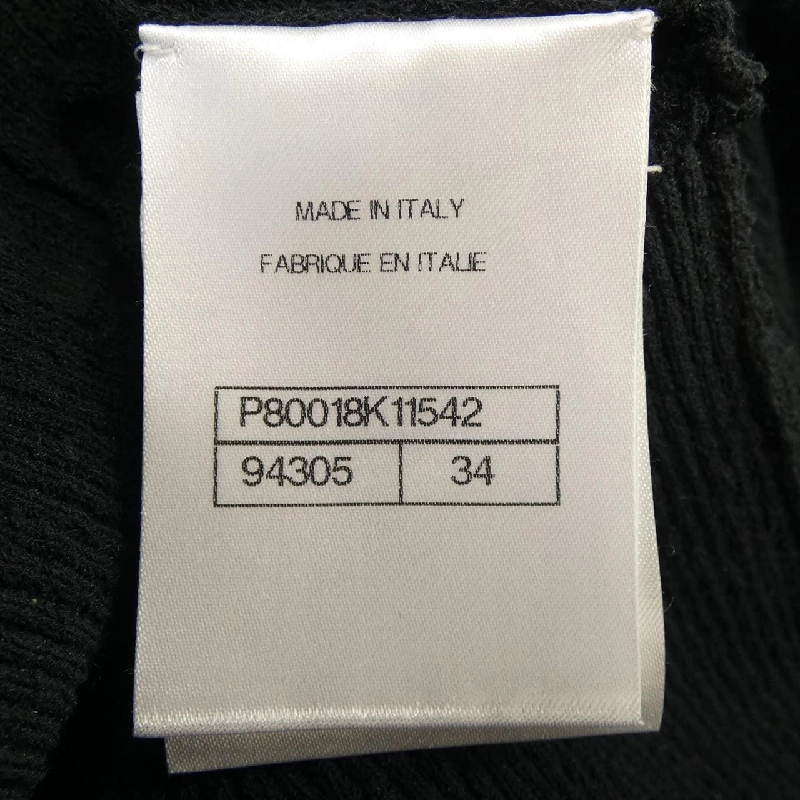 MADE IN ITALY
FABRIQUE EN ITALIE
P80018K11542
94305 34